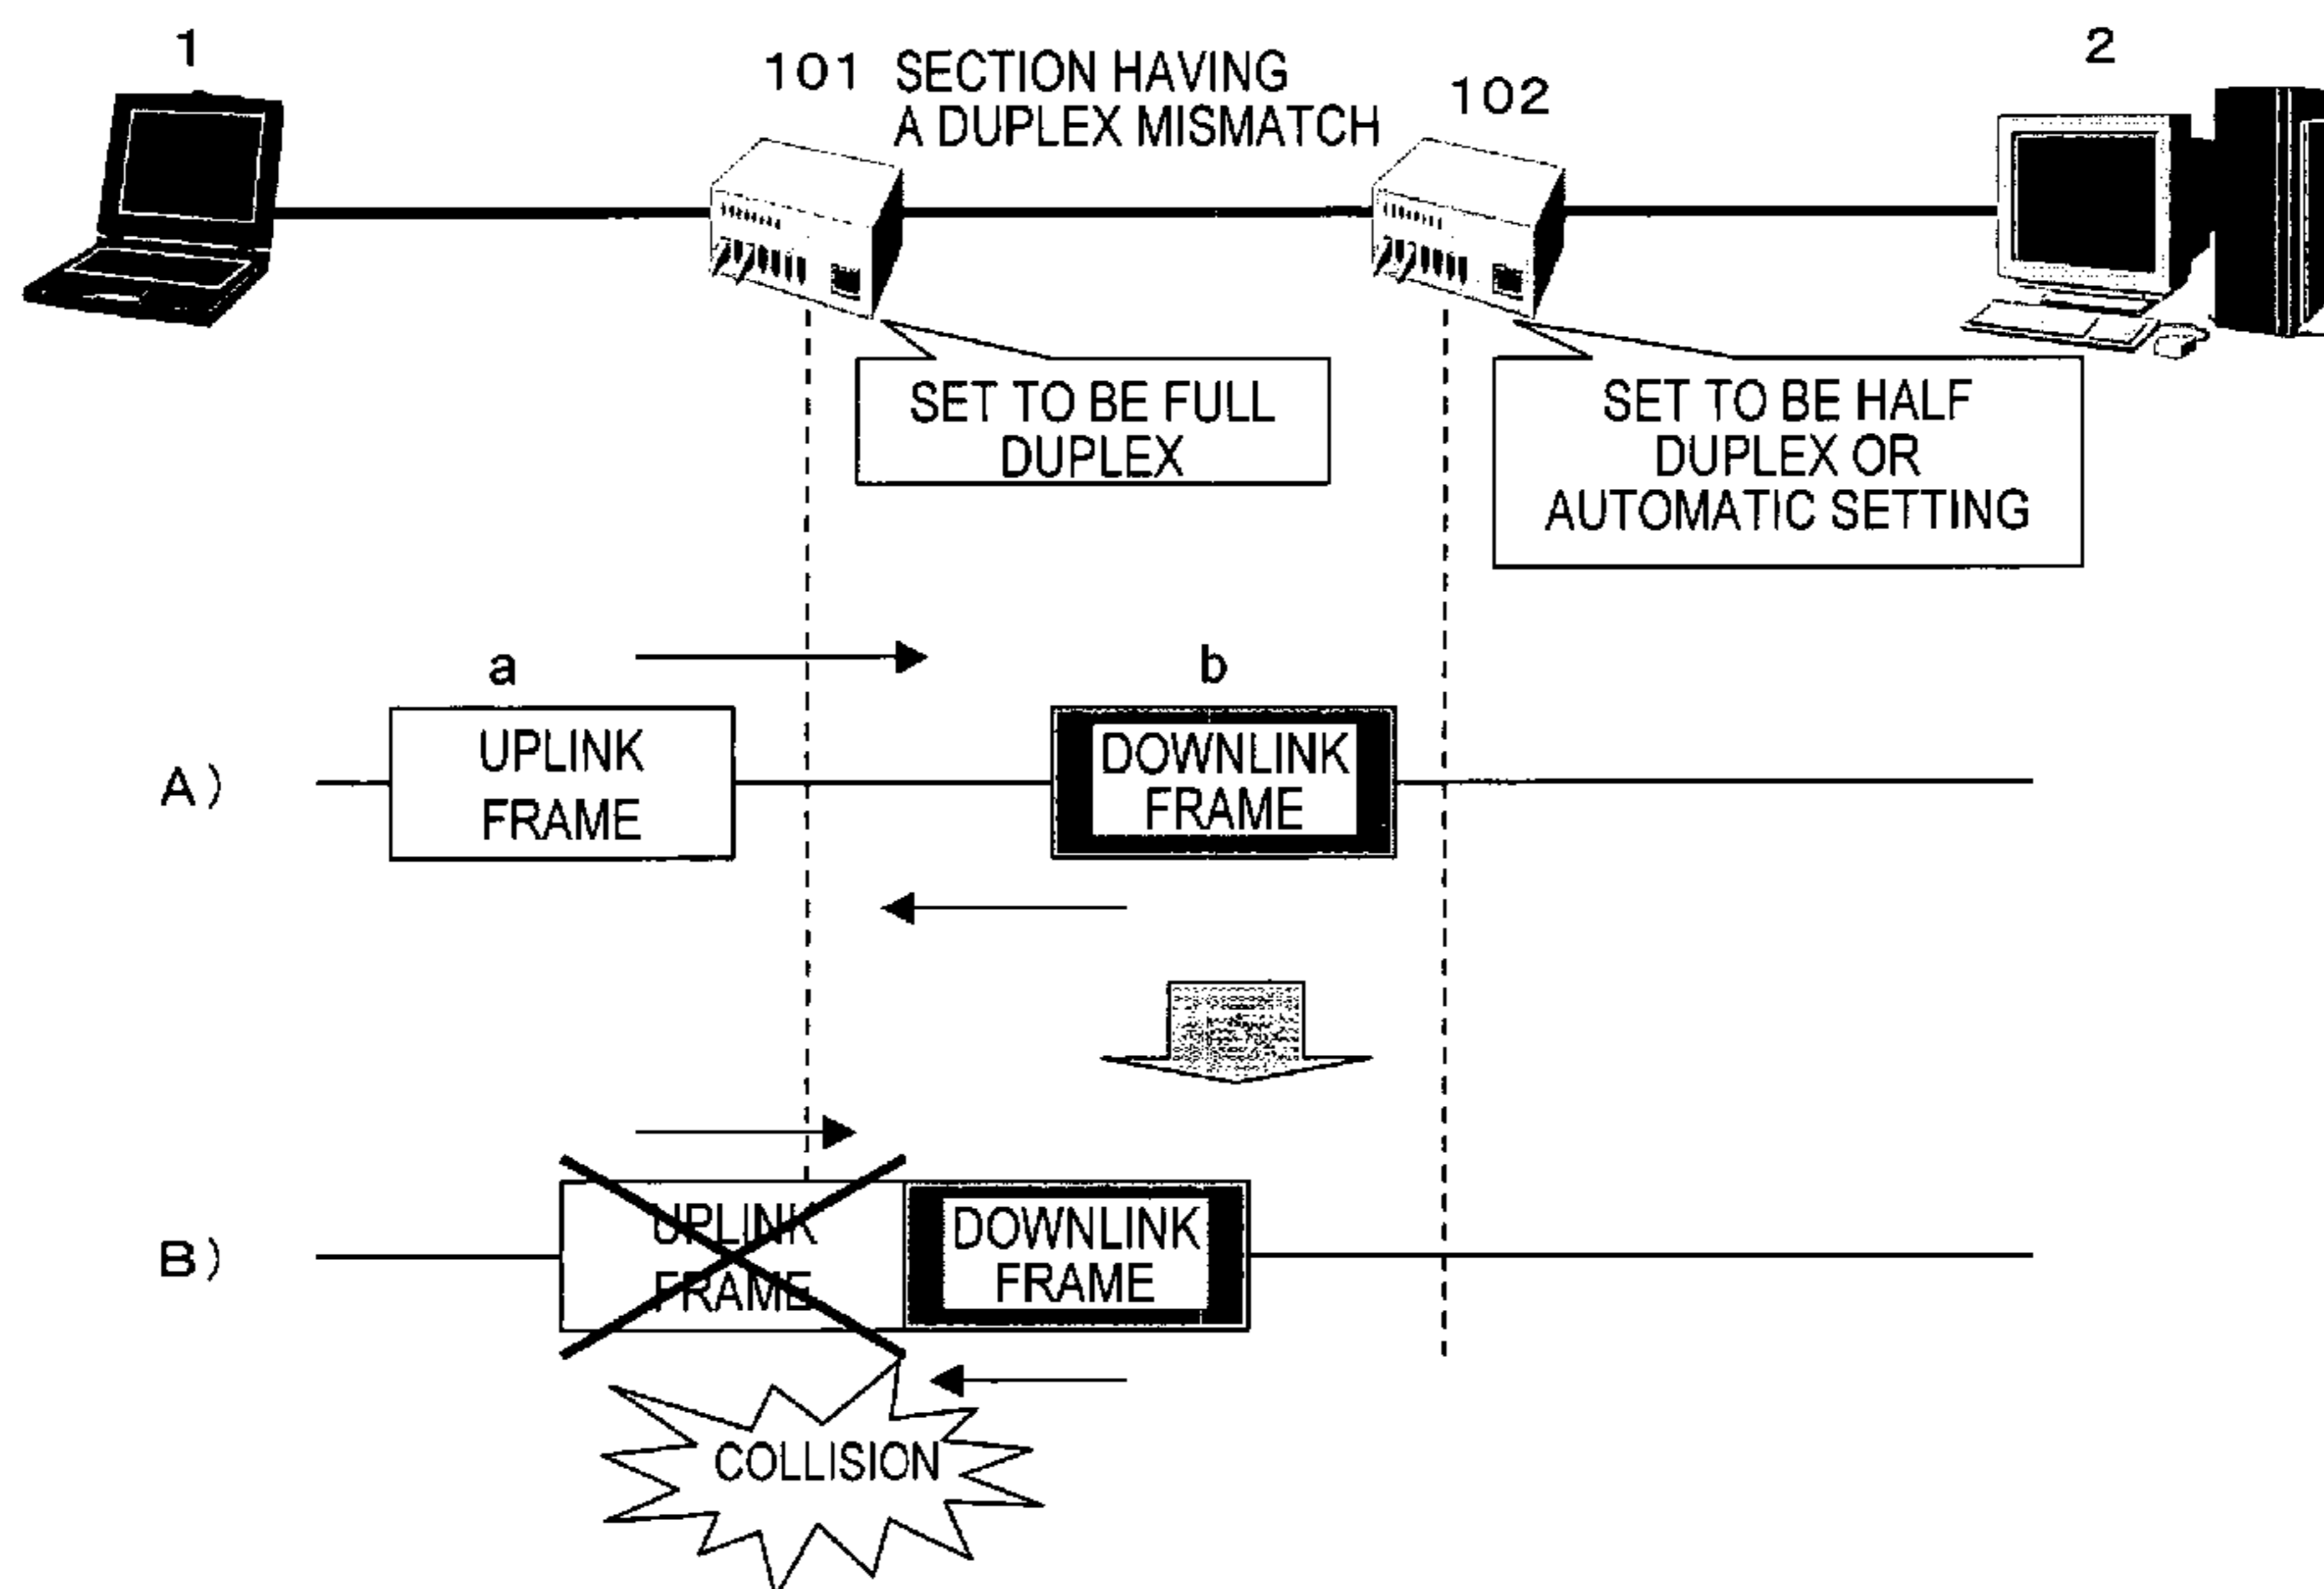 1
101
SECTION HAVING
A DUPLEX MISMATCH
102
2
SET TO BE FULL
DUPLEX
SET TO BE HALF
DUPLEX OR
AUTOMATIC SETTING
a
b
A)
UPLINK
FRAME
DOWNLINK
FRAME
B)
UPLINK
FRAME
DOWNLINK
FRAME
COLLISION